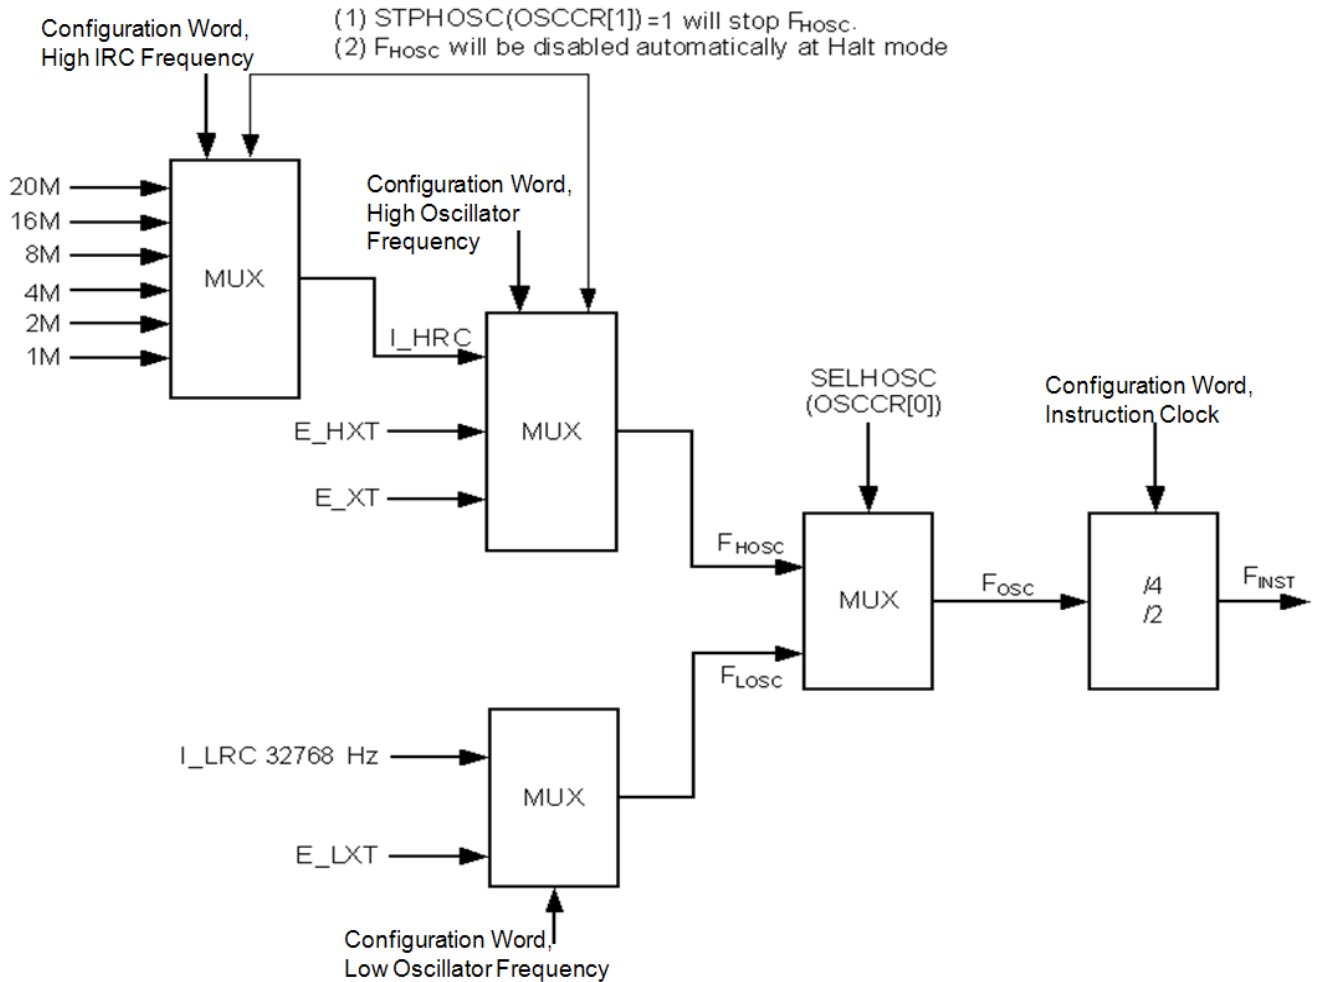 (1) STPHOSC(OSCCR[1])=1 will stop FHOSC.
(2) FHOSC will be disabled automatically at Halt mode
Configuration Word,
High IRC Frequency
20M
16M
8M
4M
2M
1M
MUX
Configuration Word,
High Oscillator
Frequency
I_HRC
E_HXT
E_XT
MUX
SELHOSC
(OSCCR[0])
Configuration Word,
Instruction Clock
FHOSC
FLOSC
MUX
FOSC
/4
/2
FINST
I_LRC 32768 Hz
E_LXT
MUX
Configuration Word,
Low Oscillator Frequency